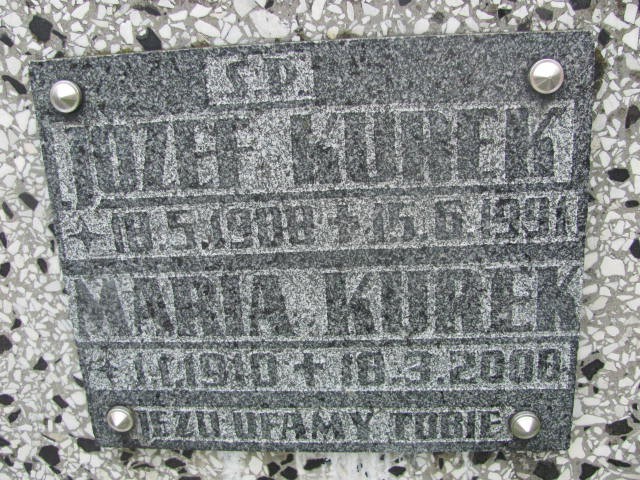 Ś.P.
JÓZEF KUREK
* 18.5.1908 + 15.6.1991
MARIA KUREK
* 1.1.1910 + 18.3.2000
JEZU UFAMY TOBIE